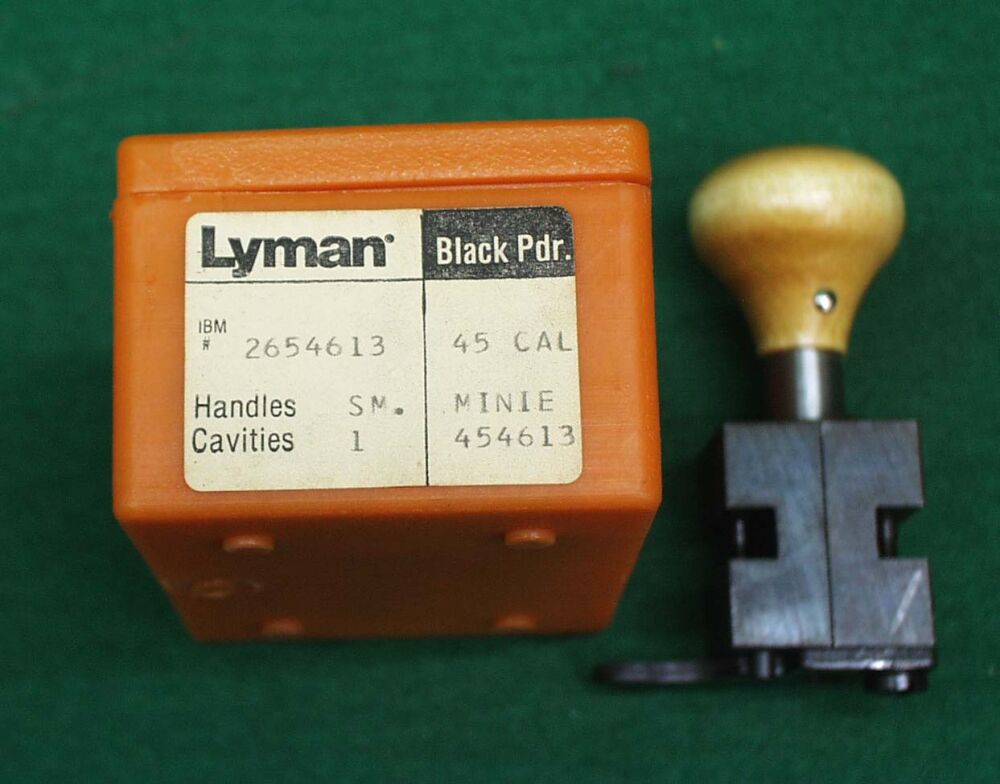 Lyman® Black Pdr.
IBM
# 2654613 45 CAL
Handles SM. MINIE
Cavities 1 454613